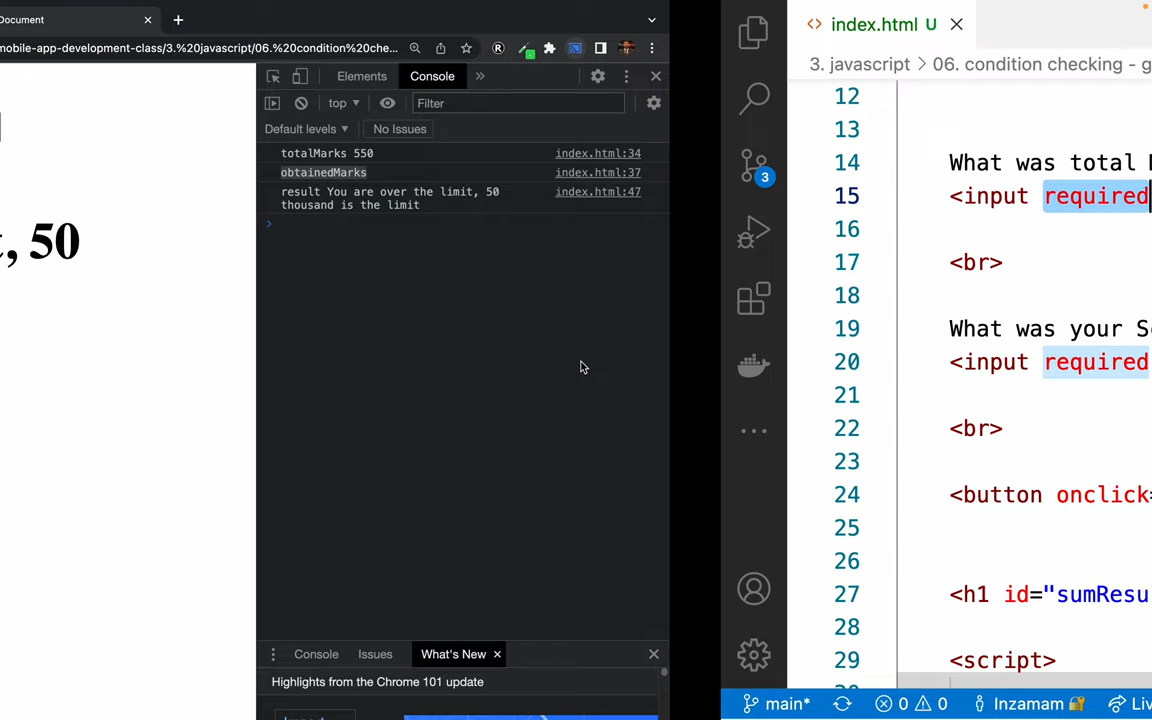 Document
mobile-app-development-class/3.%20javascript/06.%20condition%20che...
t, 50
Elements Console
top Filter
Default levels No Issues
totalMarks 550 index.html:34
obtainedMarks index.html:37
result You are over the limit, 50 index.html:47
thousand is the limit
Console Issues What's New
Highlights from the Chrome 101 update
index.html U
3. javascript 06. condition checking - g
12
13
14 What was total
15 <input required
16
17 <br>
18
19 What was your S
20 <input required
21
22 <br>
23
24 <button onclick=
25
26
27 <h1 id="sumResu
28
29 <script>
3
main* 0 0 Inzamam Liv